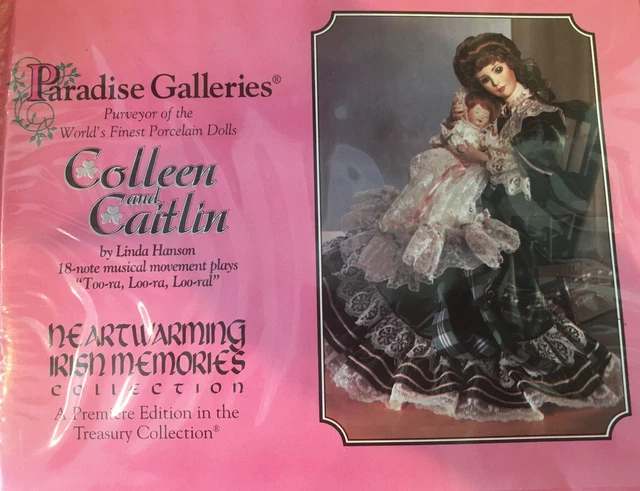 Paradise Galleries®
Purveyor of the
World's Finest Porcelain Dolls
Colleen
and
Caitlin
by Linda Hanson
18-note musical movement plays
"Too-ra, Loo-ra, Loo-ral"
HEARTWARMING
IRISH MEMORIES
COLLECTION
A Premiere Edition in the
Treasury Collection®